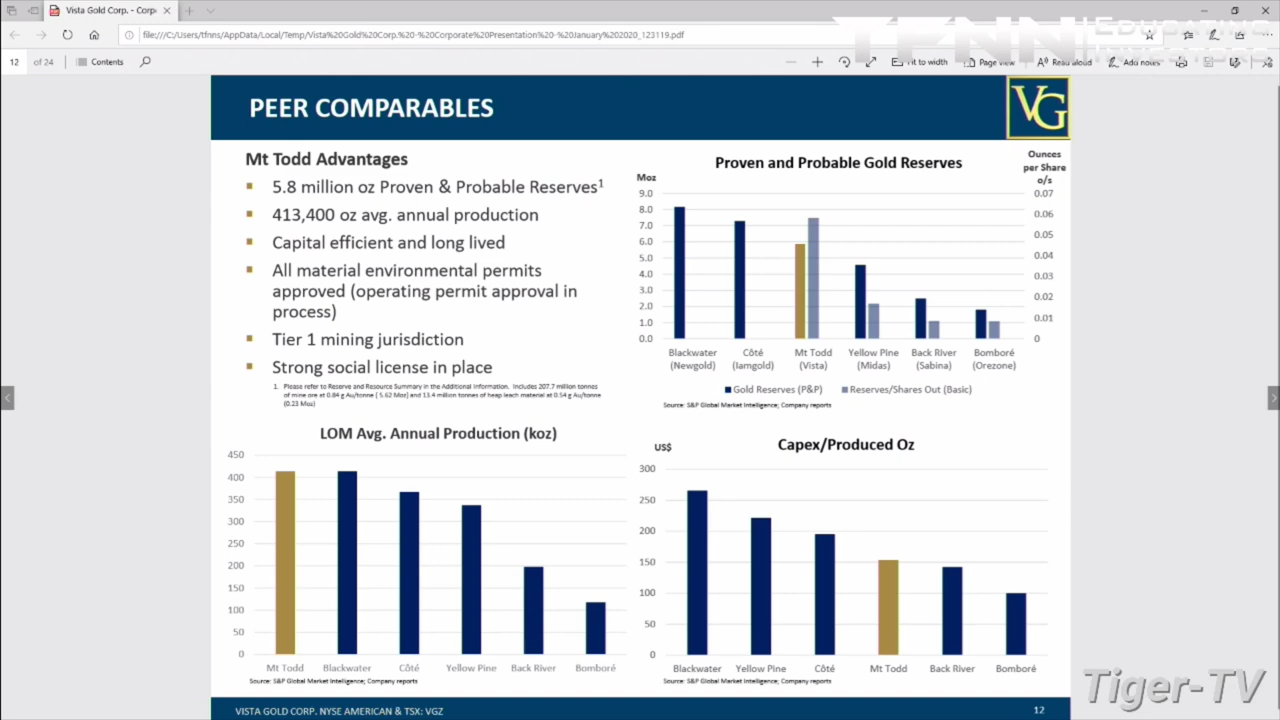 Vista Gold Corp. - Corpo
file:///C:/Users/tfnns/AppData/Local/Temp/Vista%20Gold%20Corp.%20-%20Corporate%20Presentation%20-%20January%202020_123119.pdf
TFNN EDUCATING INVESTORS
12 of 24 Contents Fit to width Page view Read aloud Add notes
PEER COMPARABLES
VG
Mt Todd Advantages
5.8 million oz Proven & Probable Reserves1
413,400 oz avg. annual production
Capital efficient and long lived
All material environmental permits
approved (operating permit approval in
process)
Tier 1 mining jurisdiction
Strong social license in place
1. Please refer to Reserve and Resource Summary in the Additional Information. Includes 207.7 million tonnes
of mine ore at 0.84 g Au/tonne ( 5.62 Moz) and 13.4 million tonnes of heap leach material at 0.54 g Au/tonne
(0.23 Moz)
Proven and Probable Gold Reserves
Moz
Ounces
per Share
o/s
9.0
8.0
7.0
6.0
5.0
4.0
3.0
2.0
1.0
0.0
0.07
0.06
0.05
0.04
0.03
0.02
0.01
0
Blackwater Côté Mt Todd Yellow Pine Back River Bomboré
(Newgold) (Iamgold) (Vista) (Midas) (Sabina) (Orezone)
Gold Reserves (P&P) Reserves/Shares Out (Basic)
Source: S&P Global Market Intelligence; Company reports
LOM Avg. Annual Production (koz)
450
400
350
300
250
200
150
100
50
0
Mt Todd Blackwater Côté Yellow Pine Back River Bomboré
Source: S&P Global Market Intelligence; Company reports
US$ Capex/Produced Oz
300
250
200
150
100
50
0
Blackwater Yellow Pine Côté Mt Todd Back River Bomboré
Source: S&P Global Market Intelligence; Company reports
VISTA GOLD CORP. NYSE AMERICAN & TSX: VGZ 12
Tiger-TV